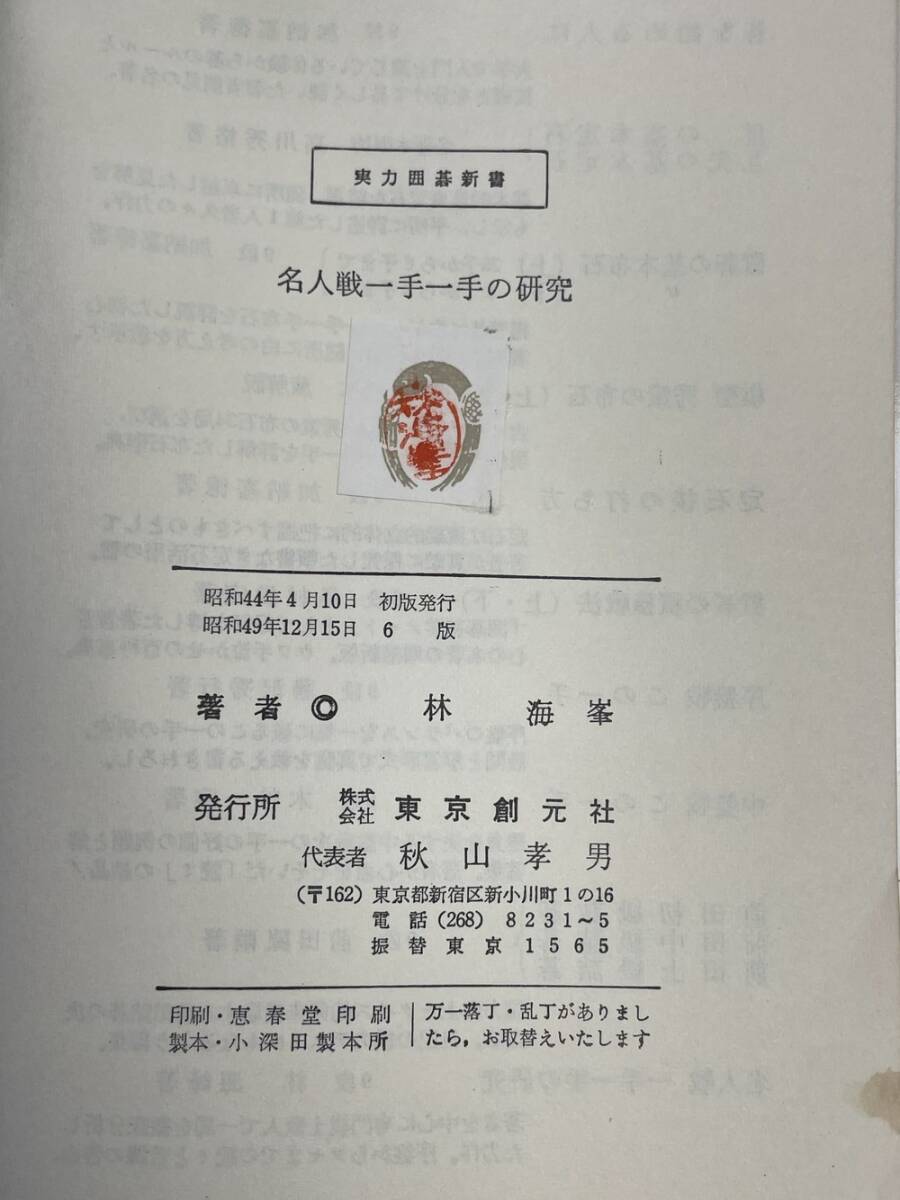 実力囲碁新書
名人戦一手一手の研究
昭和44年4月10日 初版発行
昭和49年12月15日 6版
著者 © 林海峯
発行所 株式会社 東京創元社
代表者 秋山孝男
(〒162) 東京都新宿区新小川町1の16
電話 (268) 8231~5
振替東京 1565
印刷・恵春堂印刷
製本・小深田製本所
万一落丁・乱丁がありまし
たら，お取替えいたします